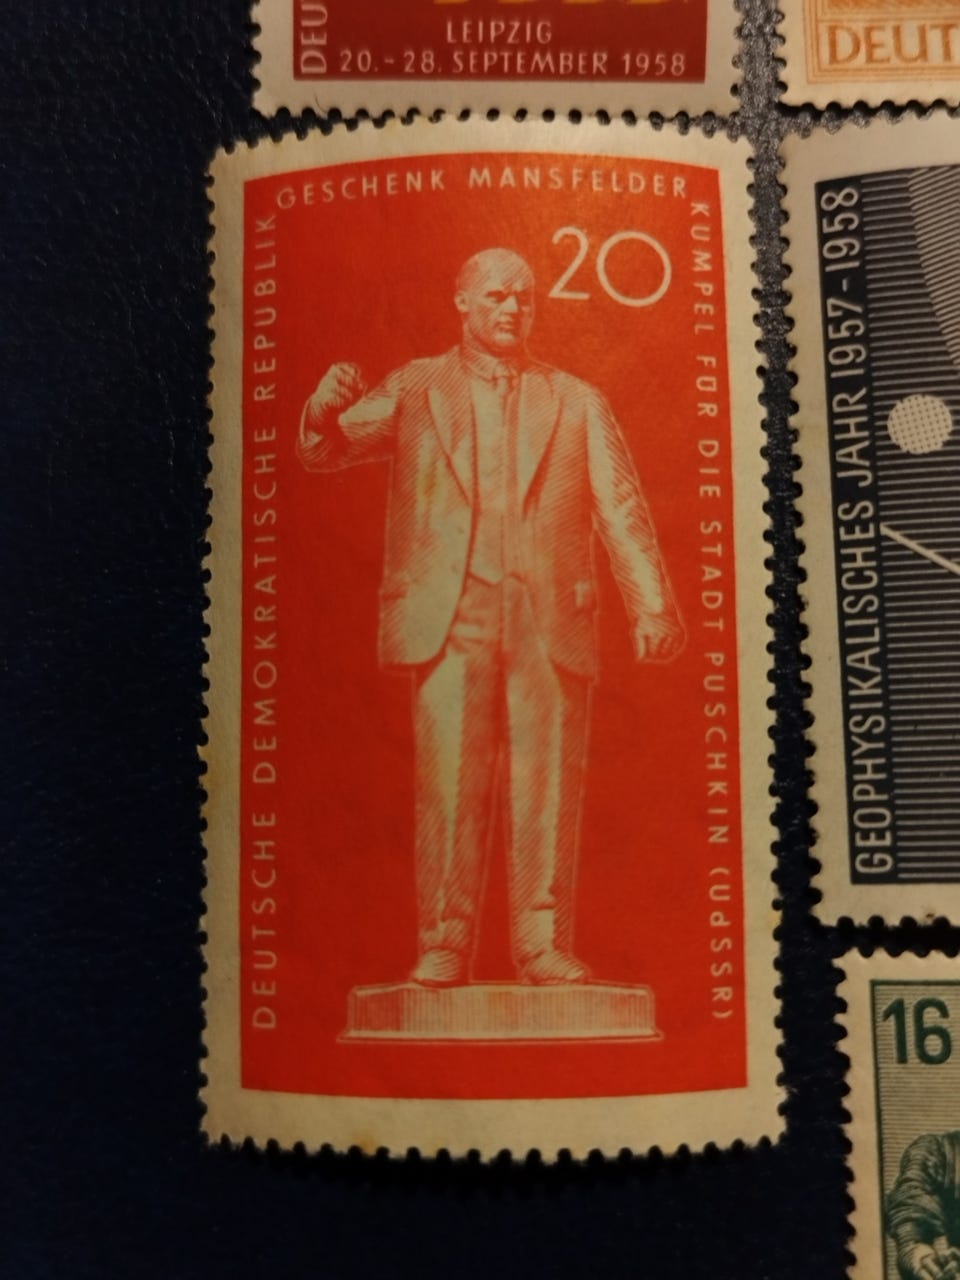 LEIPZIG
20.-28. SEPTEMBER 1958
DEUTSCHE DEMOKRATISCHE REPUBLIK
GESCHENK MANSFELDER
KUMPEL FÜR DIE STADT PUSCHKIN (UdSSR)
20
GEOPHYSIKALISCHES JAHR 1957-1958
16